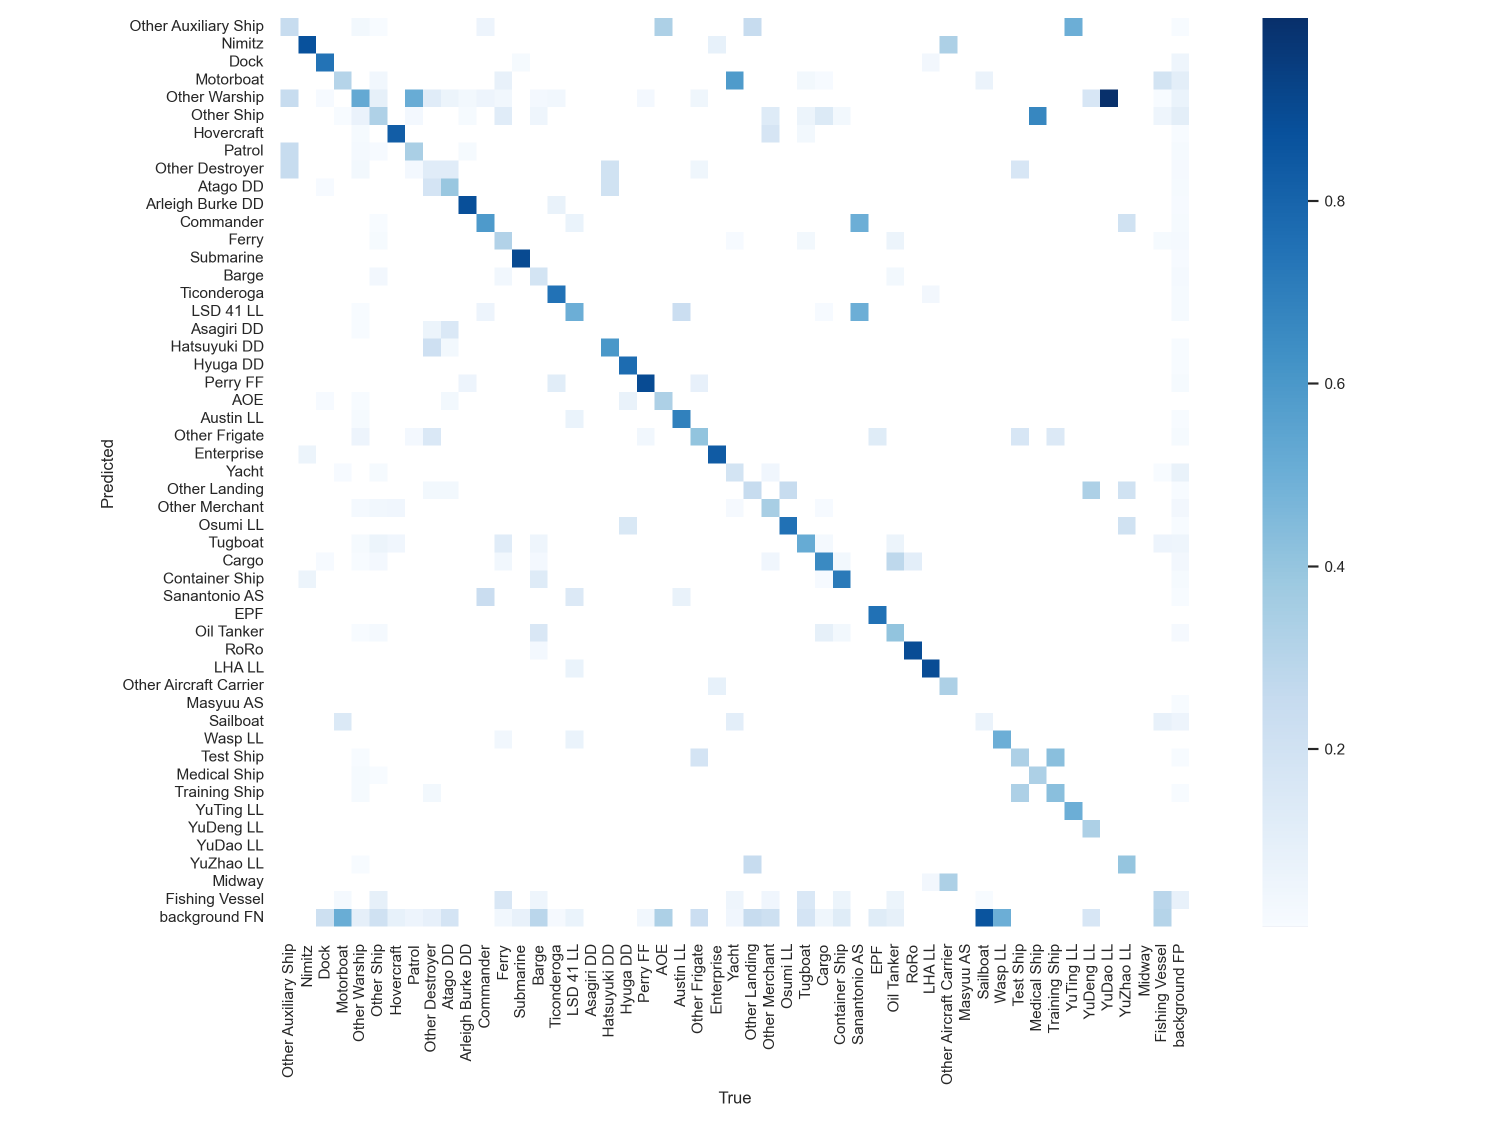 Other Auxiliary Ship
Nimitz
Dock
Motorboat
Other Warship
Other Ship
Hovercraft
Patrol
Other Destroyer
Atago DD
Arleigh Burke DD
Commander
Ferry
Submarine
Barge
Ticonderoga
LSD 41 LL
Asagiri DD
Hatsuyuki DD
Hyuga DD
Perry FF
AOE
Austin LL
Other Frigate
Enterprise
Yacht
Other Landing
Other Merchant
Osumi LL
Tugboat
Cargo
Container Ship
Sanantonio AS
EPF
Oil Tanker
RoRo
LHA LL
Other Aircraft Carrier
Masyuu AS
Sailboat
Wasp LL
Test Ship
Medical Ship
Training Ship
YuTing LL
YuDeng LL
YuDao LL
YuZhao LL
Midway
Fishing Vessel
background FN
Predicted
Other Auxiliary Ship
Nimitz
Dock
Motorboat
Other Warship
Other Ship
Hovercraft
Patrol
Other Destroyer
Atago DD
Arleigh Burke DD
Commander
Ferry
Submarine
Barge
Ticonderoga
LSD 41 LL
Asagiri DD
Hatsuyuki DD
Hyuga DD
Perry FF
AOE
Austin LL
Other Frigate
Enterprise
Yacht
Other Landing
Other Merchant
Osumi LL
Tugboat
Cargo
Container Ship
Sanantonio AS
EPF
Oil Tanker
RoRo
LHA LL
Other Aircraft Carrier
Masyuu AS
Sailboat
Wasp LL
Test Ship
Medical Ship
Training Ship
YuTing LL
YuDeng LL
YuDao LL
YuZhao LL
Midway
Fishing Vessel
background FP
True
0.8
0.6
0.4
0.2